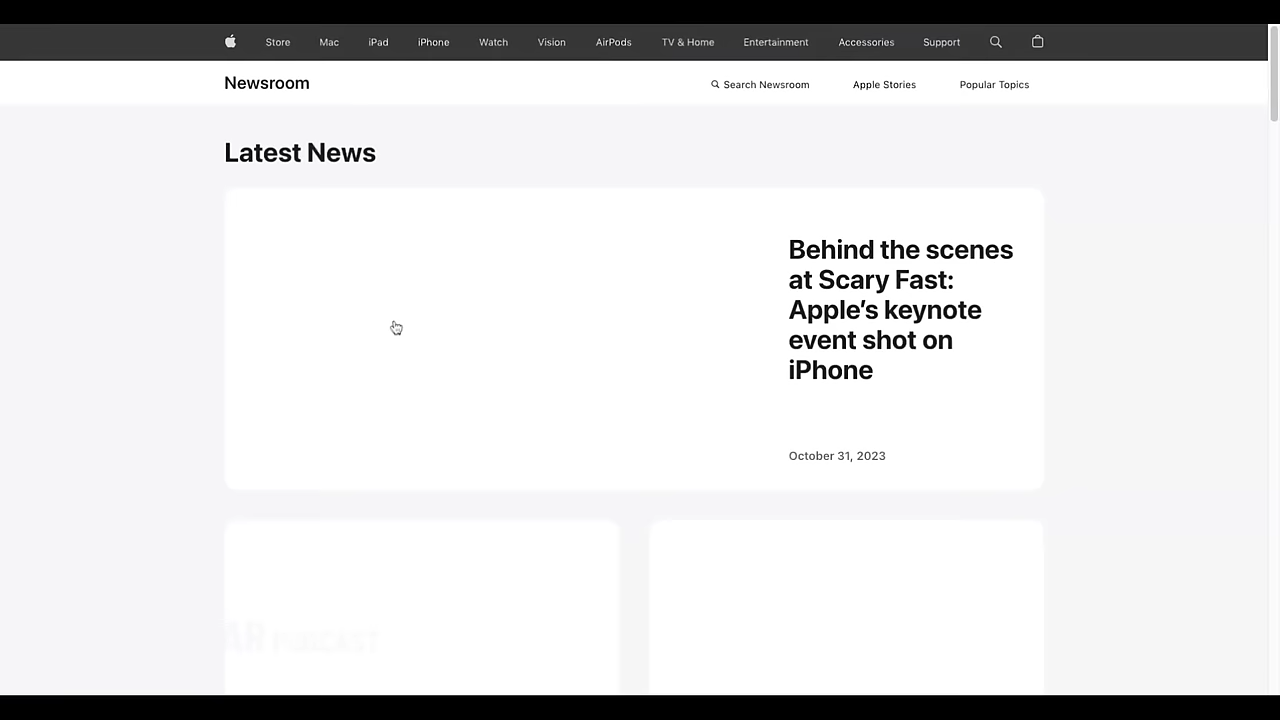 Store Mac iPad iPhone Watch Vision AirPods TV & Home Entertainment Accessories Support
Newsroom Search Newsroom Apple Stories Popular Topics
Latest News
Behind the scenes
at Scary Fast:
Apple’s keynote
event shot on
iPhone
October 31, 2023